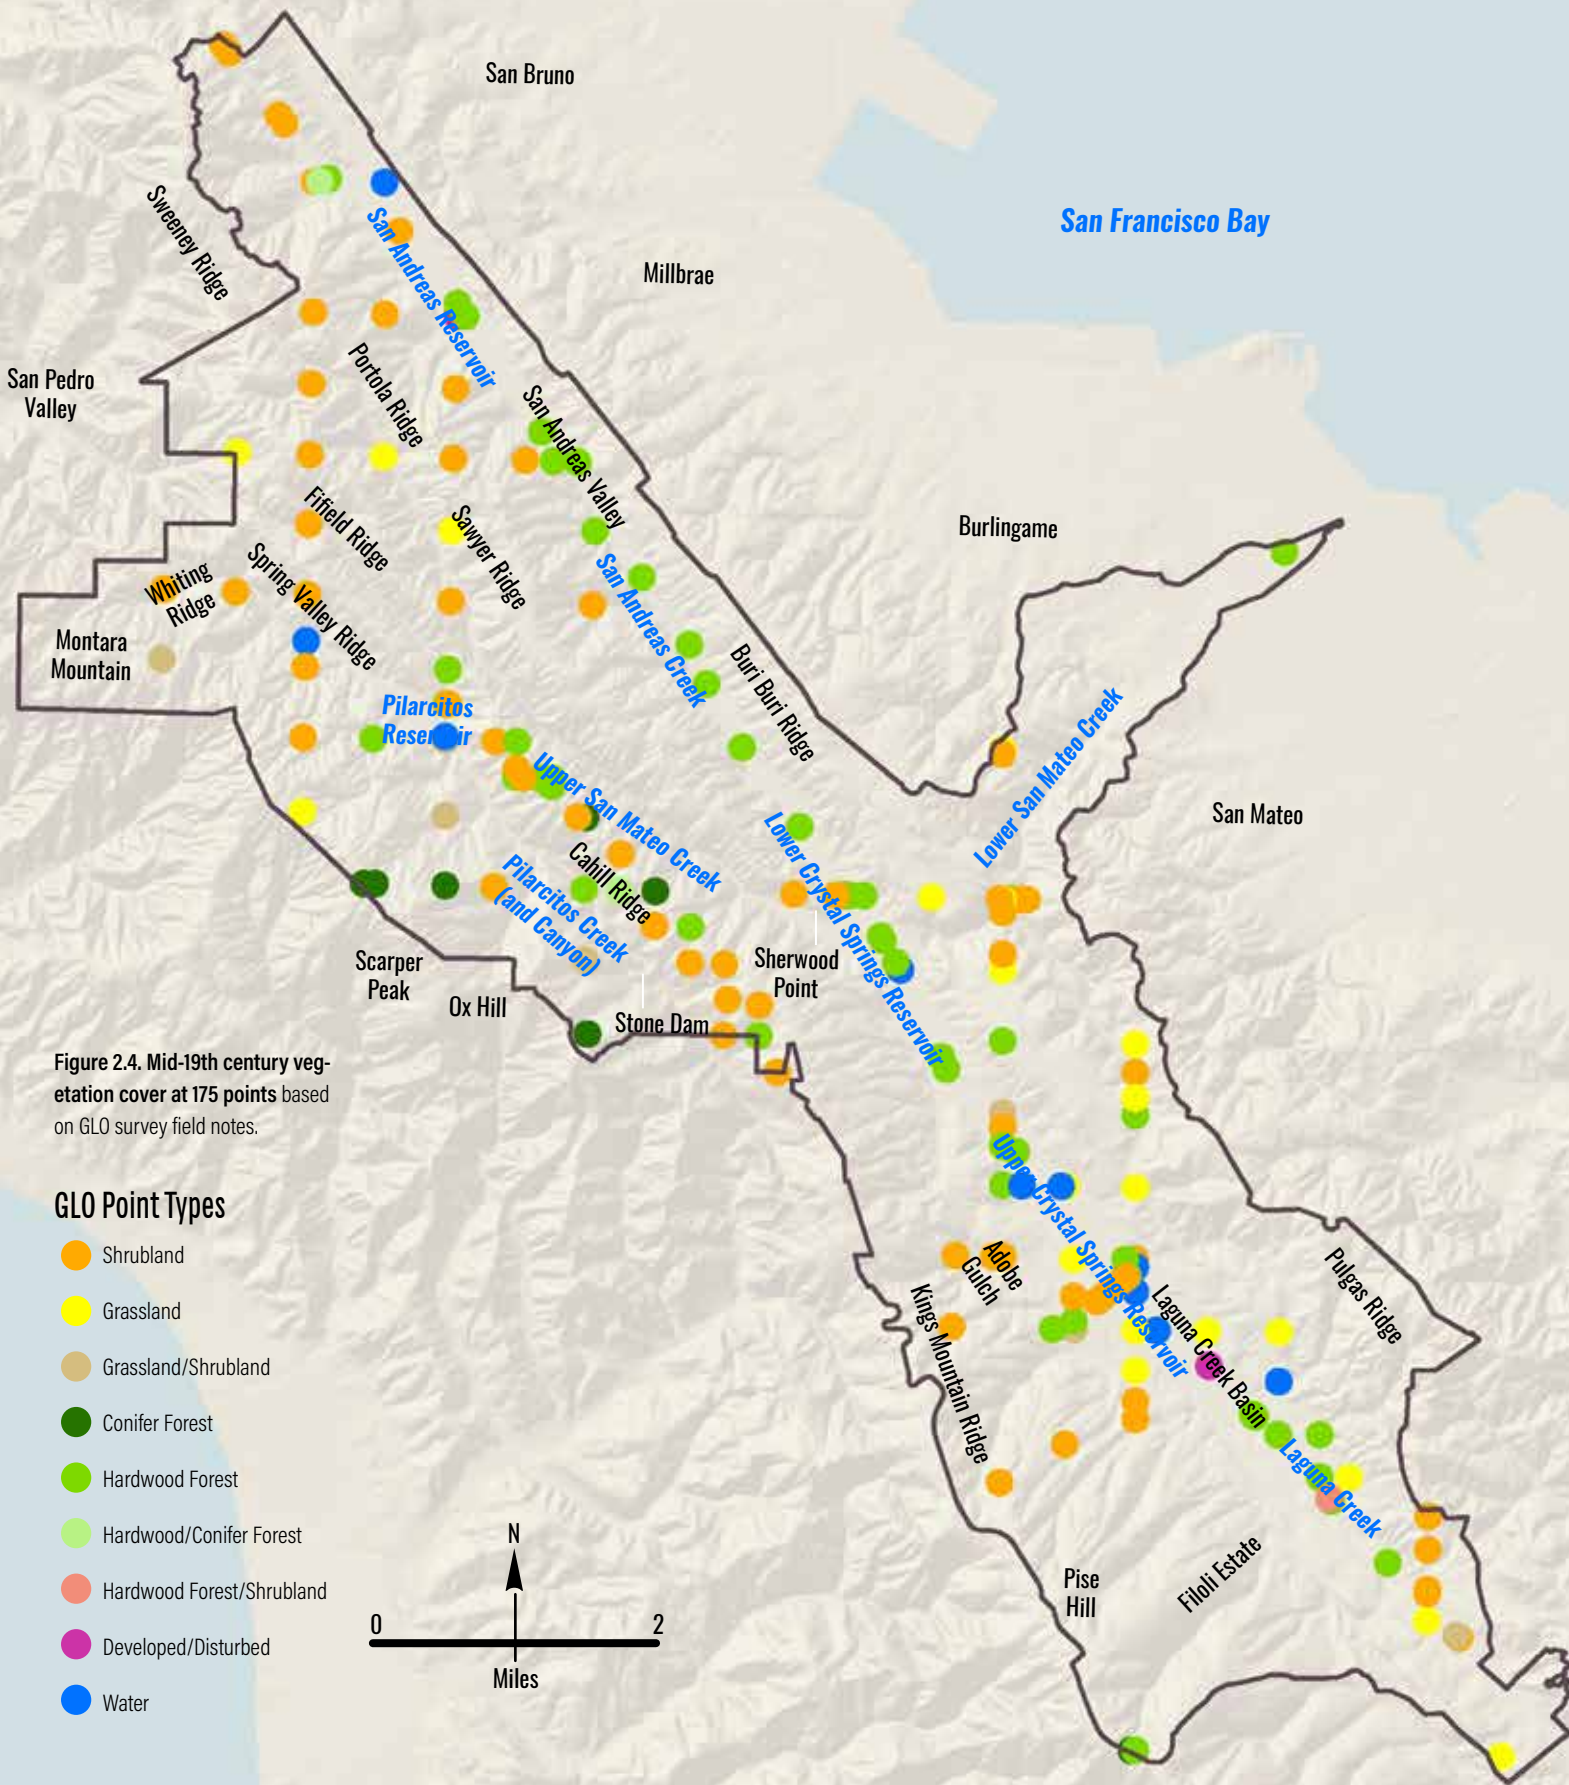 San Bruno
San Francisco Bay
Sweeney Ridge
San Andreas Reservoir
Millbrae
San Pedro
Valley
Portola Ridge
San Andreas Valley
Fifield Ridge
Sawyer Ridge
Burlingame
Whiting
Ridge
Spring Valley Ridge
San Andreas Creek
Montara
Mountain
Buri Buri Ridge
Pilarcitos
Reservoir
Lower San Mateo Creek
Upper San Mateo Creek
San Mateo
Lower Crystal Springs Reservoir
Cahill Ridge
Pilarcitos Creek
(and Canyon)
Scarper
Peak
Sherwood
Point
Ox Hill
Stone Dam
Figure 2.4. Mid-19th century veg-
etation cover at 175 points based
on GLO survey field notes.
Upper Crystal Springs Reservoir
GLO Point Types
Shrubland
Grassland
Grassland/Shrubland
Conifer Forest
Hardwood Forest
Hardwood/Conifer Forest
Hardwood Forest/Shrubland
Developed/Disturbed
Water
Adobe
Gulch
Kings Mountain Ridge
Laguna Creek Basin
Pulgas Ridge
Laguna Creek
N
0 2
Miles
Pise
Hill
Filoli Estate